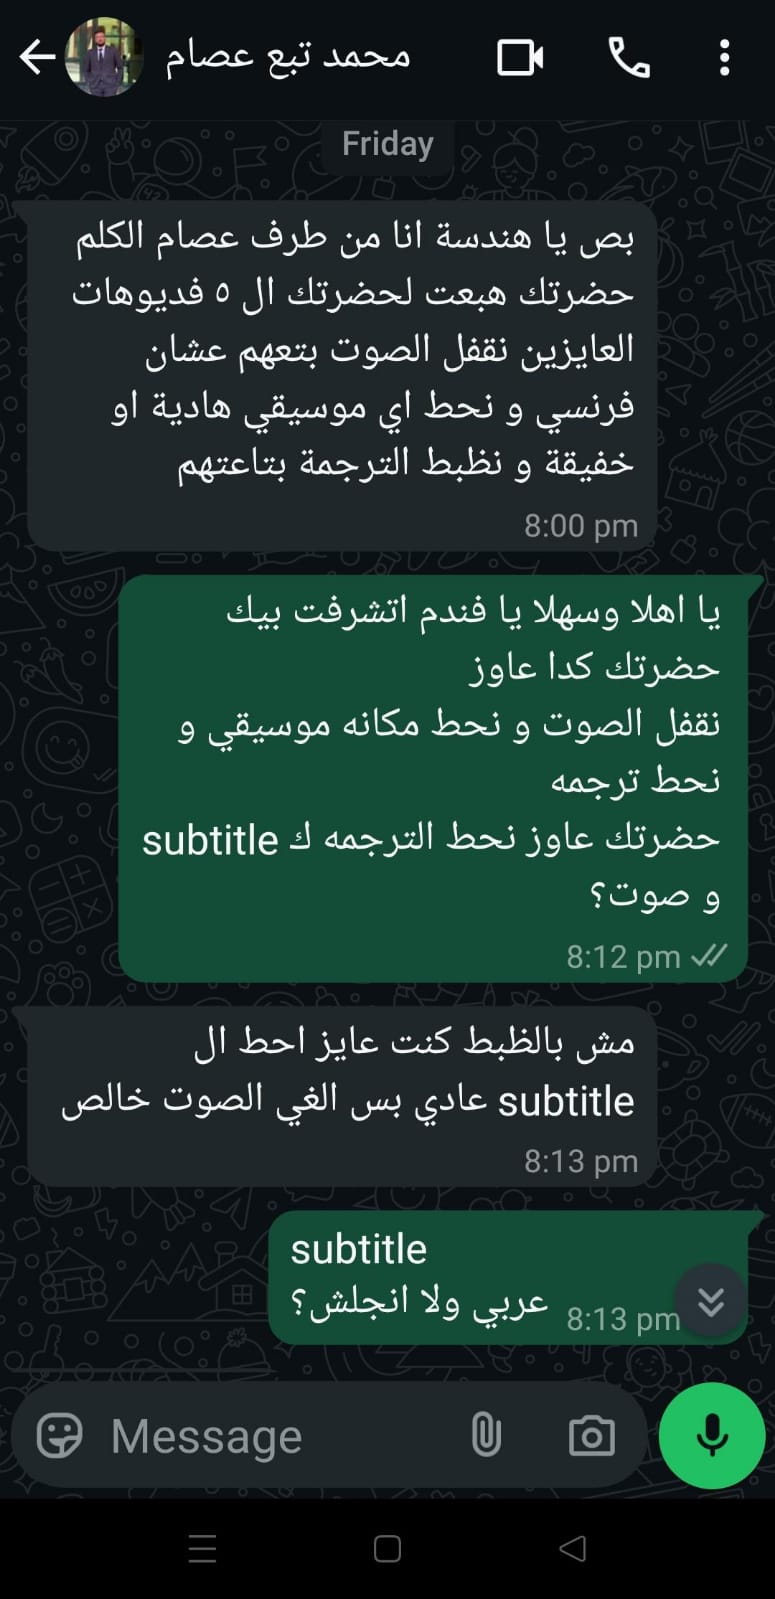 محمد تبع عصام
Friday
بص يا هندسة انا من طرف عصام الكلم
حضرتك هبعت لحضرتك ال ٥ فديوهات
العايزين نقفل الصوت بتعهم عشان
فرنسي و نحط اي موسيقي هادية او
خفيقة و نظبط الترجمة بتاعتهم
8:00 pm
يا اهلا وسهلا يا فندم اتشرفت بيك
حضرتك كدا عاوز
نقفل الصوت و نحط مكانه موسيقي و
نحط ترجمه
حضرتك عاوز نحط الترجمه ك subtitle
و صوت؟
8:12 pm
مش بالظبط كنت عايز احط ال
subtitle عادي بس الغي الصوت خالص
8:13 pm
subtitle
عربي ولا انجلش؟
8:13 pm
Message